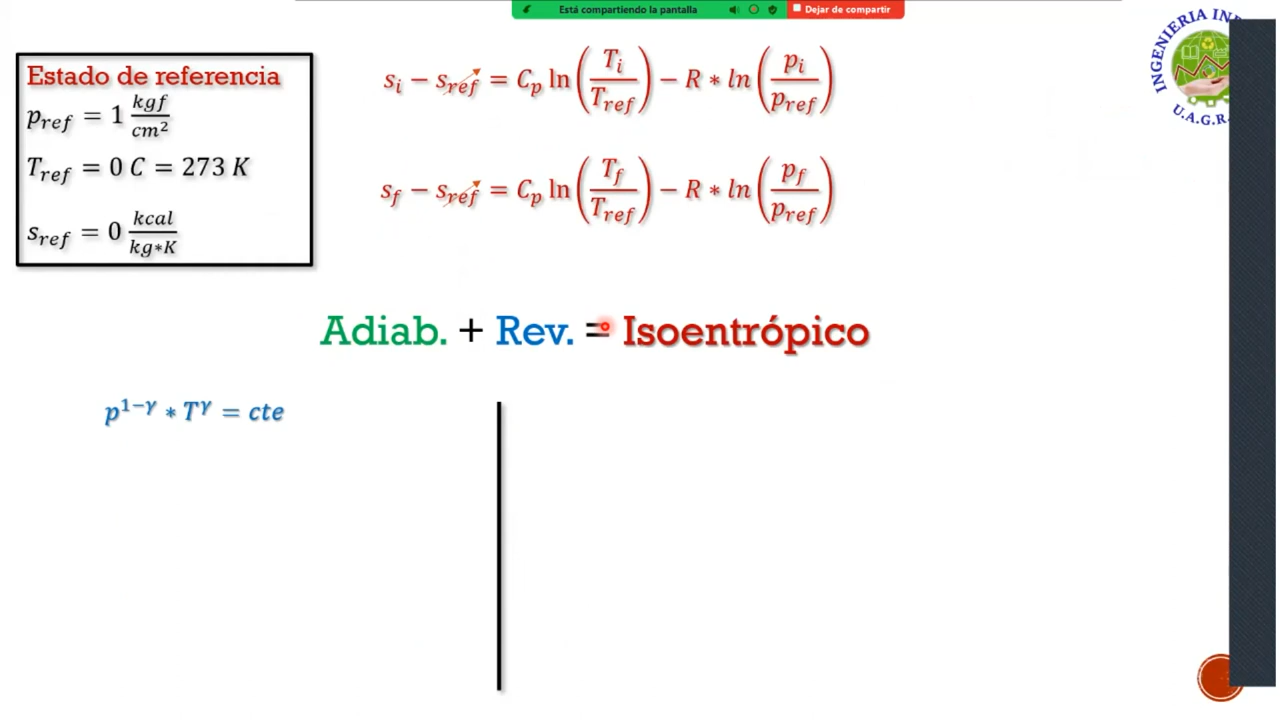 Está compartiendo la pantalla
Dejar de compartir
Estado de referencia
p_ref = 1 kgf/cm²
T_ref = 0 C = 273 K
s_ref = 0 kcal/kg*K
s_i − s_ref = C_p ln(T_i/T_ref) − R * ln(p_i/p_ref)
s_f − s_ref = C_p ln(T_f/T_ref) − R * ln(p_f/p_ref)
INGENIERIA IN
U.A.G.R.
Adiab. + Rev. = Isoentrópico
p^(1−γ) * T^γ = cte